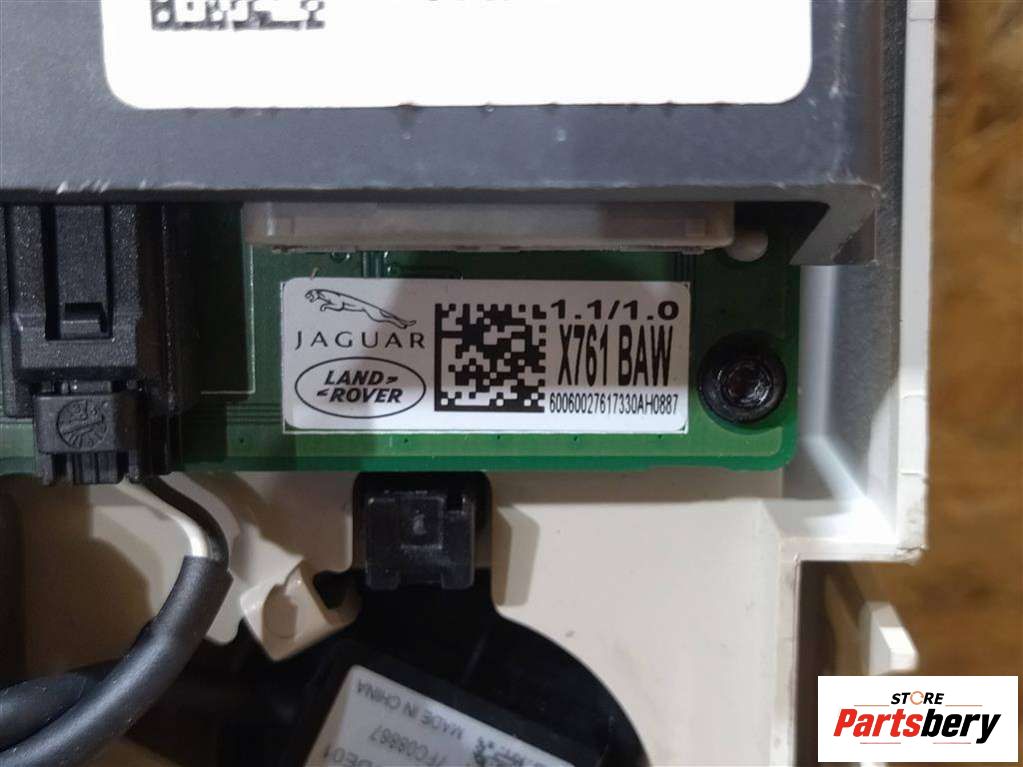 JAGUAR
LAND
ROVER
1.1/1.0
X761 BAW
60060027617330AH0887
MADE IN CHINA
STORE
Partsbery